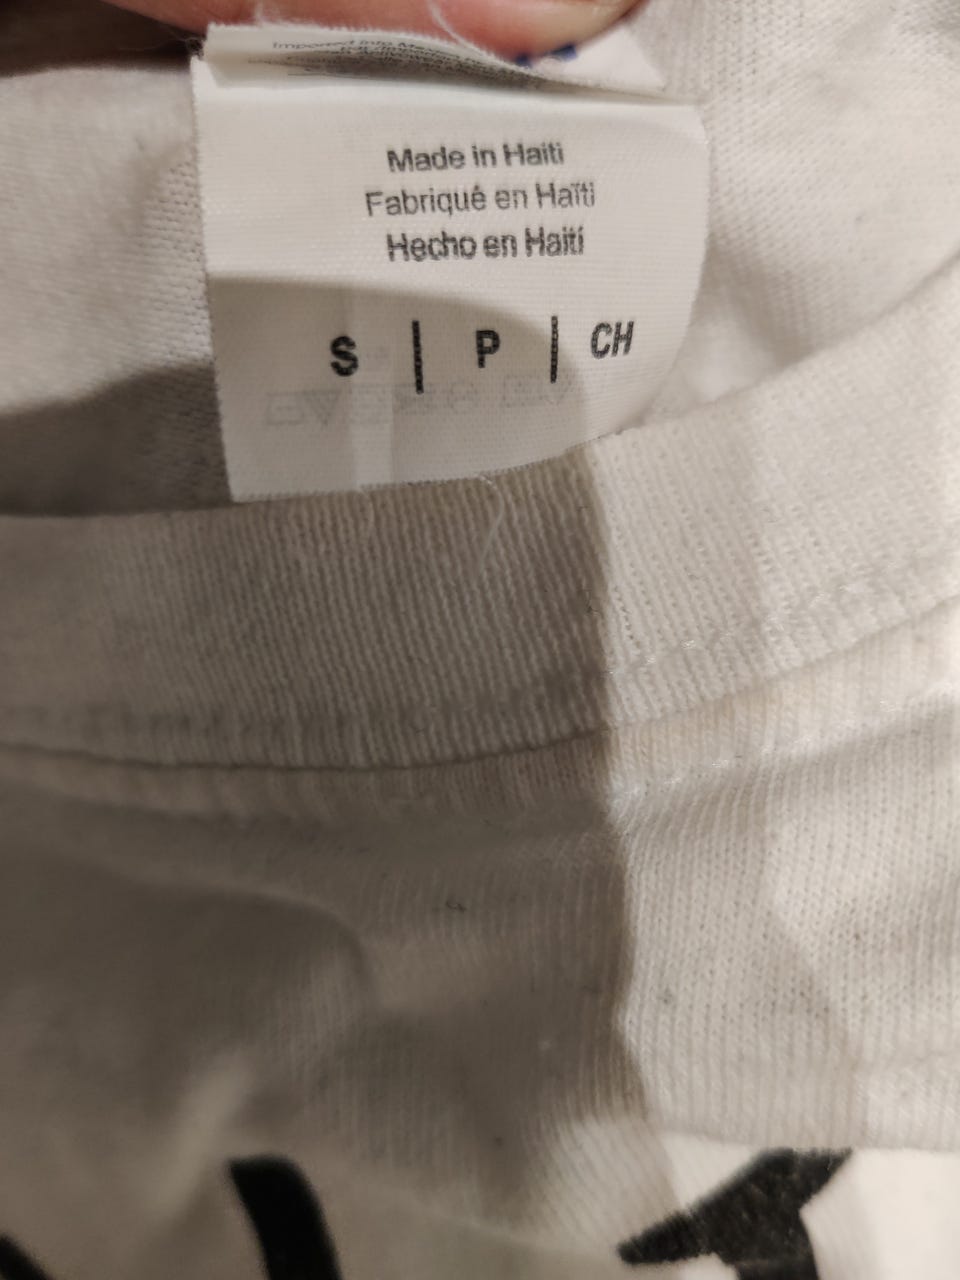 Made in Haiti
Fabriqué en Haïti
Hecho en Haití
S | P | CH